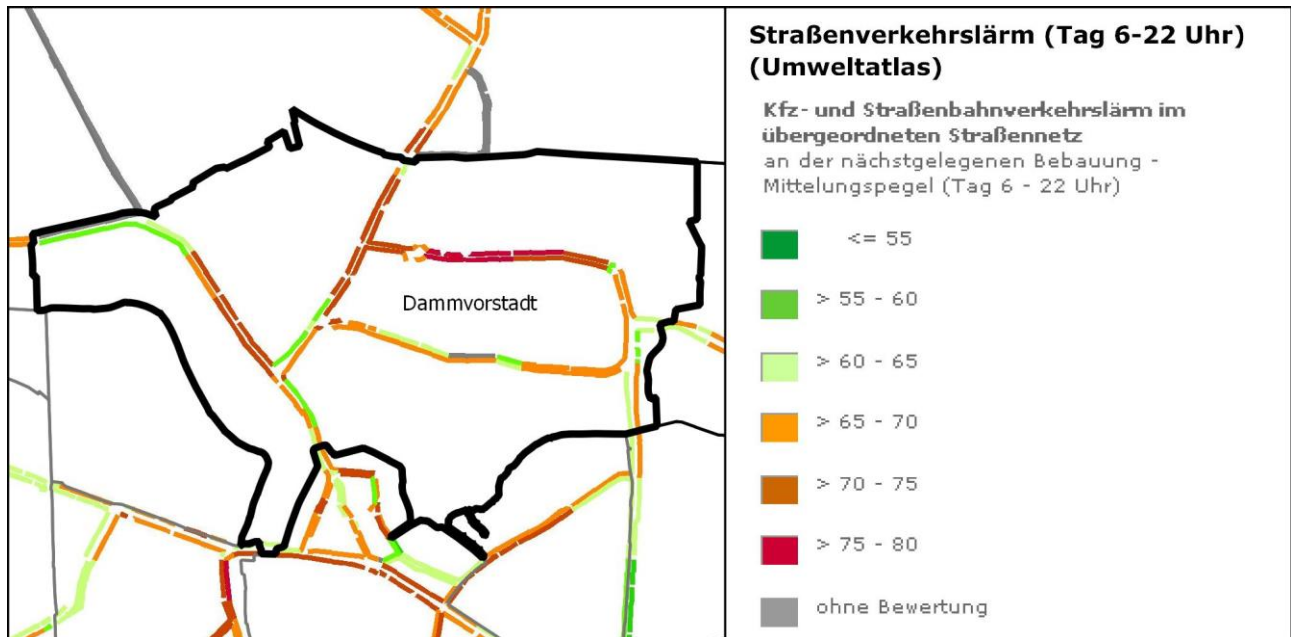 Dammvorstadt
Straßenverkehrslärm (Tag 6-22 Uhr)
(Umweltatlas)
Kfz- und Straßenbahnverkehrslärm im
übergeordneten Straßennetz
an der nächstgelegenen Bebauung -
Mittelungspegel (Tag 6 - 22 Uhr)
<= 55
> 55 - 60
> 60 - 65
> 65 - 70
> 70 - 75
> 75 - 80
ohne Bewertung